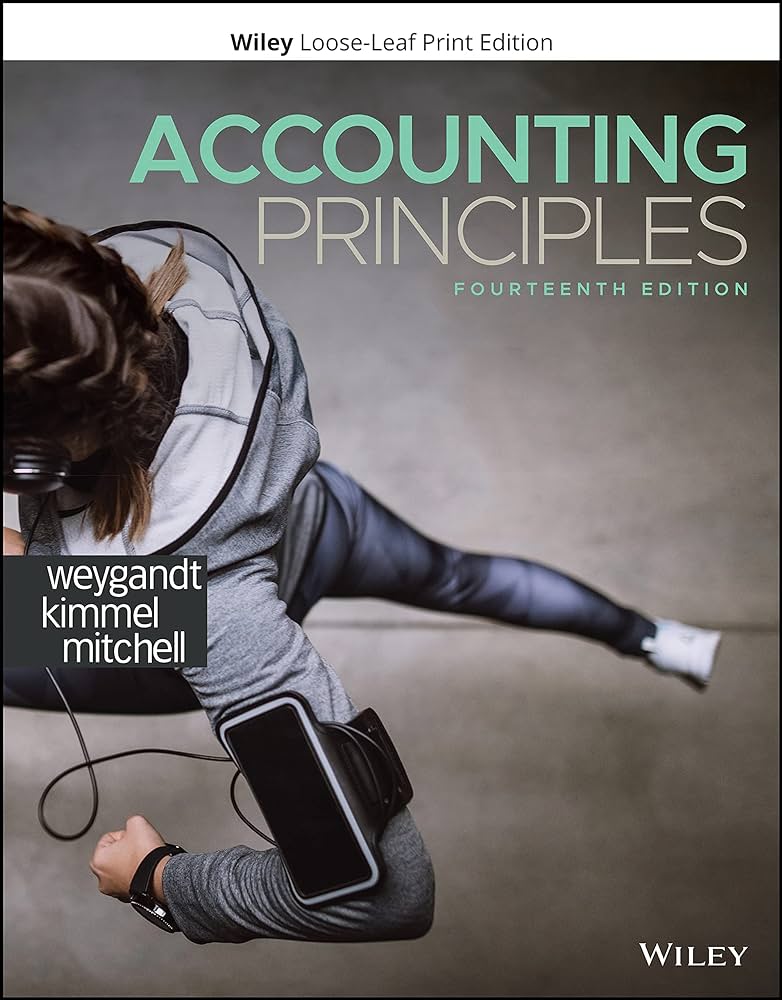 Wiley Loose-Leaf Print Edition
ACCOUNTING
PRINCIPLES
FOURTEENTH EDITION
weygandt
kimmel
mitchell
WILEY